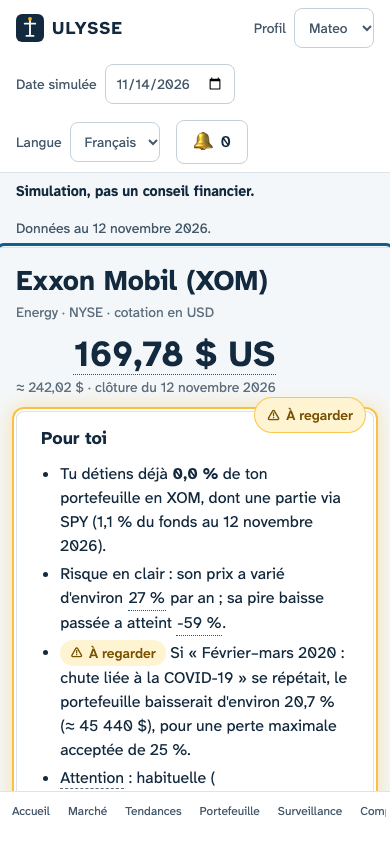 ULYSSE
Profil Mateo
Date simulée 11/14/2026
Langue Français 0
Simulation, pas un conseil financier.
Données au 12 novembre 2026.
Exxon Mobil (XOM)
Energy · NYSE · cotation en USD
169,78 $ US
≈ 242,02 $ · clôture du 12 novembre 2026
À regarder
Pour toi
• Tu détiens déjà 0,0 % de ton
portefeuille en XOM, dont une partie via
SPY (1,1 % du fonds au 12 novembre
2026).
• Risque en clair : son prix a varié
d'environ 27 % par an ; sa pire baisse
passée a atteint -59 %.
• À regarder Si « Février–mars 2020 :
chute liée à la COVID-19 » se répétait, le
portefeuille baisserait d'environ 20,7 %
(≈ 45 440 $), pour une perte maximale
acceptée de 25 %.
• Attention : habituelle (
Accueil Marché Tendances Portefeuille Surveillance